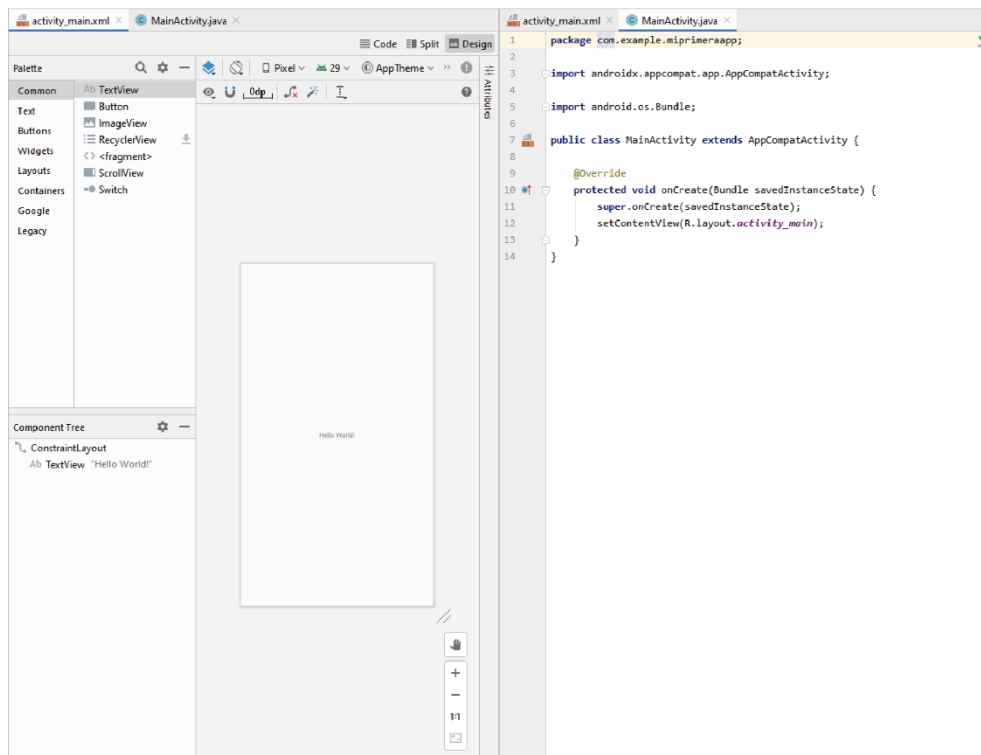 activity_main.xml MainActivity.java
Code Split Design
Palette
Common
Text
Buttons
Widgets
Layouts
Containers
Google
Legacy
Ab TextView
Button
ImageView
RecyclerView
<> <fragment>
ScrollView
Switch
Pixel 29 AppTheme »
0dp
Attributes
Hello World!
Component Tree
ConstraintLayout
Ab TextView "Hello World!"
1:1
activity_main.xml MainActivity.java
1 package com.example.miprimeraapp;
2
3 import androidx.appcompat.app.AppCompatActivity;
4
5 import android.os.Bundle;
6
7 public class MainActivity extends AppCompatActivity {
8
9 @Override
10 protected void onCreate(Bundle savedInstanceState) {
11 super.onCreate(savedInstanceState);
12 setContentView(R.layout.activity_main);
13 }
14 }